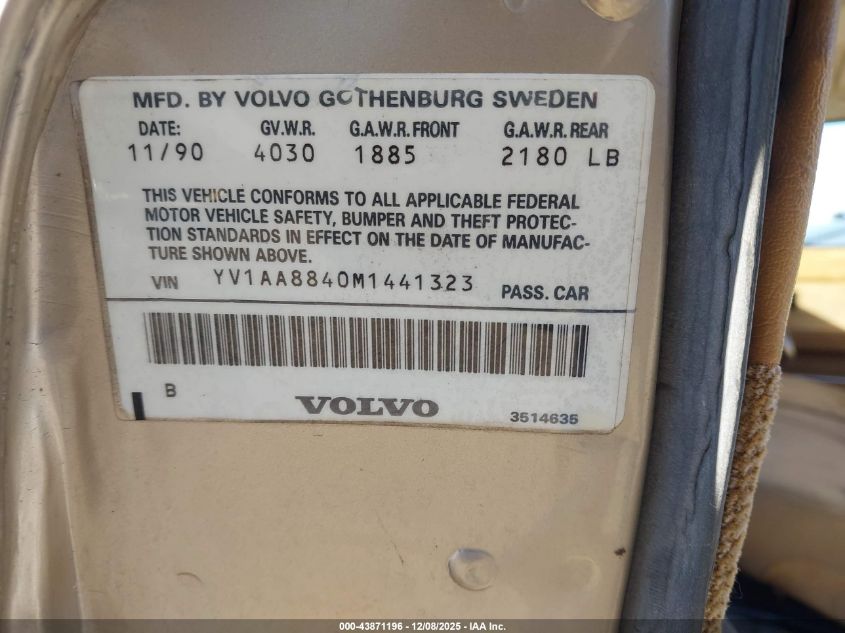 MFD. BY VOLVO GOTHENBURG SWEDEN
DATE: GV.W.R. G.A.W.R. FRONT G.A.W.R. REAR
11/90 4030 1885 2180 LB
THIS VEHICLE CONFORMS TO ALL APPLICABLE FEDERAL
MOTOR VEHICLE SAFETY, BUMPER AND THEFT PROTEC-
TION STANDARDS IN EFFECT ON THE DATE OF MANUFAC-
TURE SHOWN ABOVE.
VIN YV1AA8840M1441323 PASS. CAR
B
VOLVO
3514635
000-43871196 • 12/08/2025 - IAA Inc.